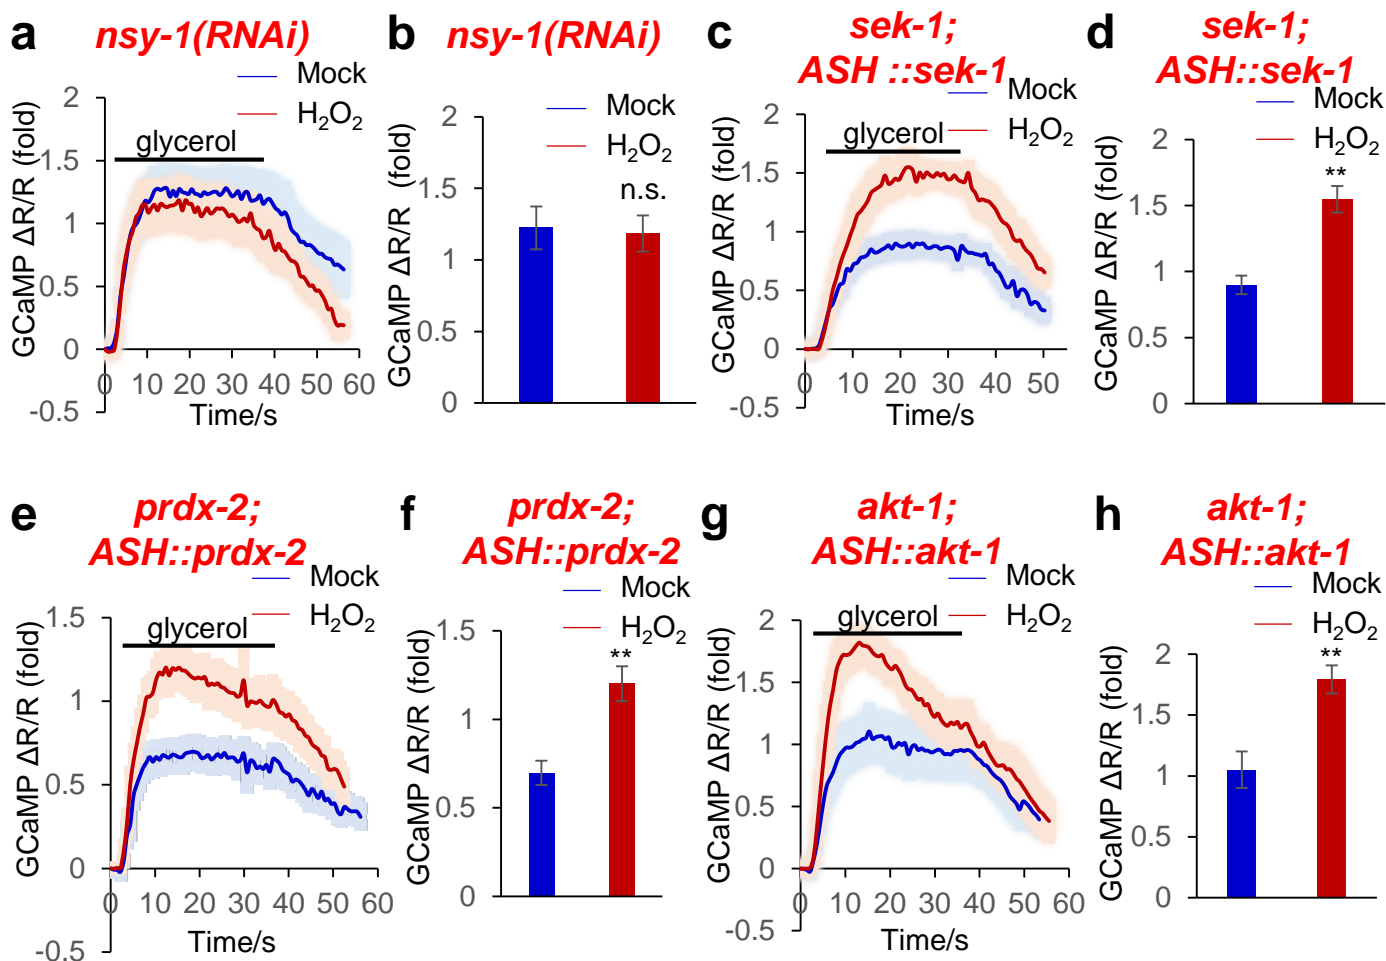 a
nsy-1(RNAi)
Mock
H₂O₂
glycerol
GCaMP ΔR/R (fold)
2
1.5
1
0.5
0
-0.5
0 10 20 30 40 50 60
Time/s
b
nsy-1(RNAi)
Mock
H₂O₂
n.s.
GCaMP ΔR/R (fold)
2
1.5
1
0.5
0
c
sek-1;
ASH ::sek-1
Mock
H₂O₂
glycerol
GCaMP ΔR/R (fold)
2
1.5
1
0.5
0
-0.5
0 10 20 30 40 50
Time/s
d
sek-1;
ASH::sek-1
Mock
H₂O₂
**
GCaMP ΔR/R (fold)
2
1.5
1
0.5
0
e
prdx-2;
ASH::prdx-2
Mock
H₂O₂
glycerol
GCaMP ΔR/R (fold)
1.5
1
0.5
0
-0.5
0 10 20 30 40 50 60
Time/s
f
prdx-2;
ASH::prdx-2
Mock
H₂O₂
**
GCaMP ΔR/R (fold)
1.5
1
0.5
0
g
akt-1;
ASH::akt-1
Mock
H₂O₂
glycerol
GCaMP ΔR/R (fold)
2
1.5
1
0.5
0
-0.5
0 10 20 30 40 50 60
Time/s
h
akt-1;
ASH::akt-1
Mock
H₂O₂
**
GCaMP ΔR/R (fold)
2
1.5
1
0.5
0